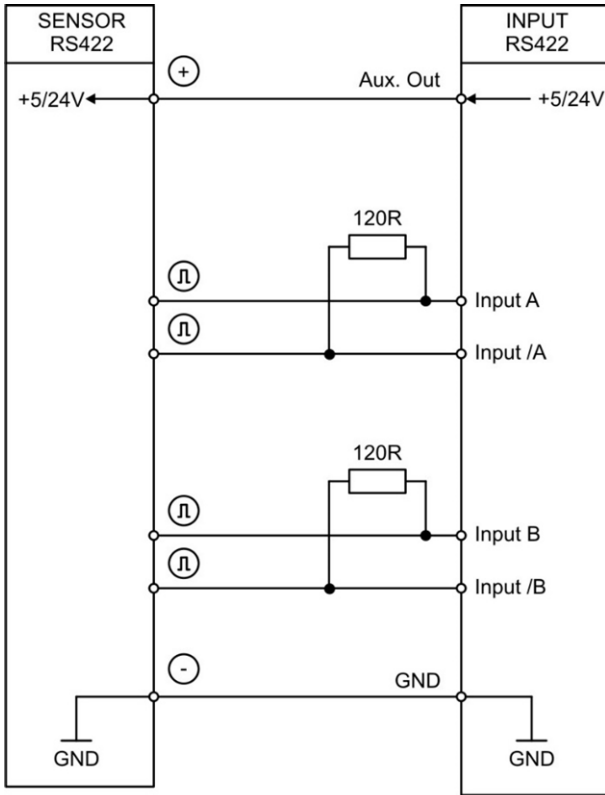 SENSOR
RS422
INPUT
RS422
+
Aux. Out
+5/24V
+5/24V
120R
Input A
Input /A
120R
Input B
Input /B
-
GND
GND
GND